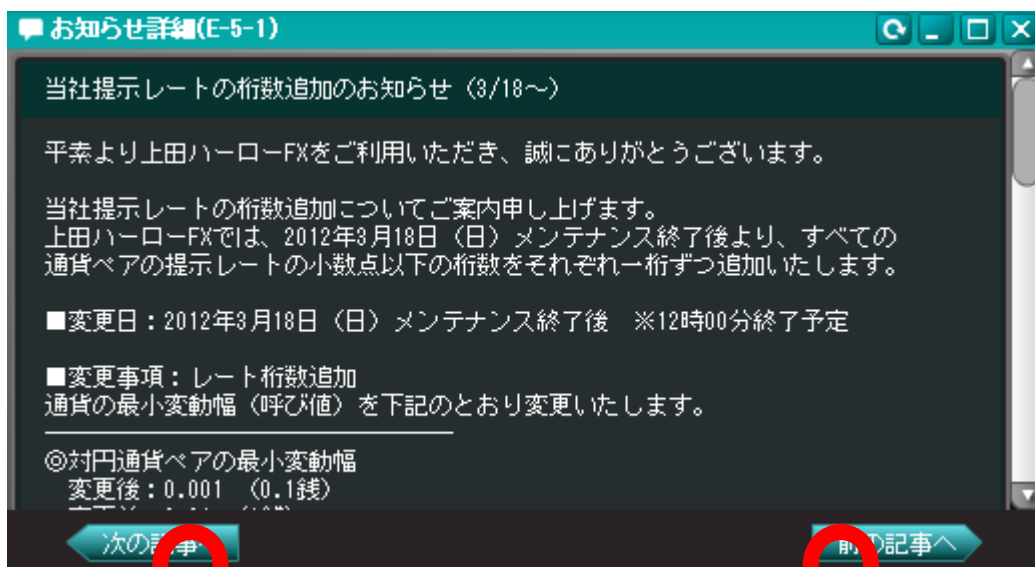 お知らせ詳細(E-5-1)
当社提示レートの桁数追加のお知らせ（3/18～）
平素より上田ハーローFXをご利用いただき、誠にありがとうございます。
当社提示レートの桁数追加についてご案内申し上げます。
上田ハーローFXでは、2012年3月18日（日）メンテナンス終了後より、すべての
通貨ペアの提示レートの小数点以下の桁数をそれぞれ一桁ずつ追加いたします。
■変更日：2012年3月18日（日）メンテナンス終了後　※12時00分終了予定
■変更事項：レート桁数追加
通貨の最小変動幅（呼び値）を下記のとおり変更いたします。
◎対円通貨ペアの最小変動幅
変更後：0.001　（0.1銭）
次の記事へ
前の記事へ